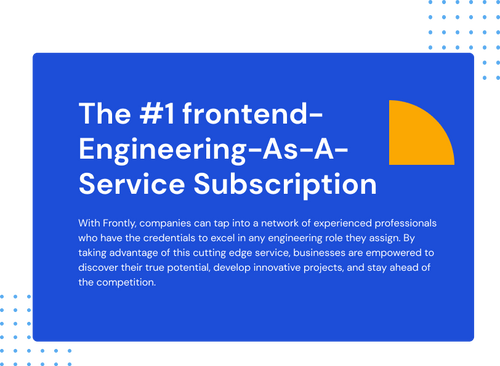 The #1 frontend-
Engineering-As-A-
Service Subscription
With Frontly, companies can tap into a network of experienced professionals
who have the credentials to excel in any engineering role they assign. By
taking advantage of this cutting edge service, businesses are empowered to
discover their true potential, develop innovative projects, and stay ahead of
the competition.